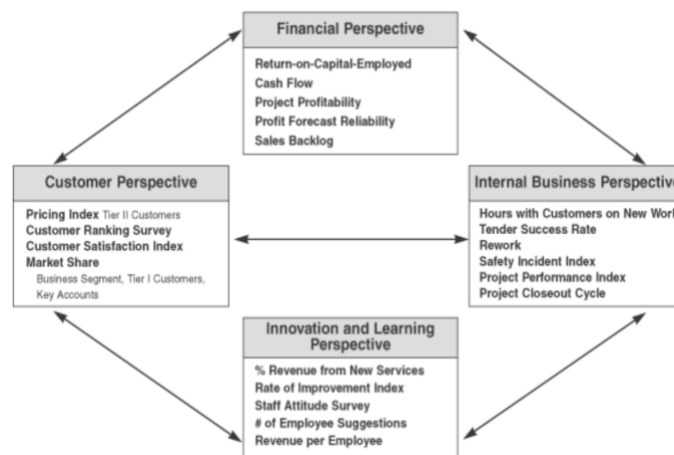 Financial Perspective
Return-on-Capital-Employed
Cash Flow
Project Profitability
Profit Forecast Reliability
Sales Backlog
Customer Perspective
Pricing Index Tier II Customers
Customer Ranking Survey
Customer Satisfaction Index
Market Share
Business Segment, Tier I Customers,
Key Accounts
Internal Business Perspective
Hours with Customers on New Work
Tender Success Rate
Rework
Safety Incident Index
Project Performance Index
Project Closeout Cycle
Innovation and Learning
Perspective
% Revenue from New Services
Rate of Improvement Index
Staff Attitude Survey
# of Employee Suggestions
Revenue per Employee